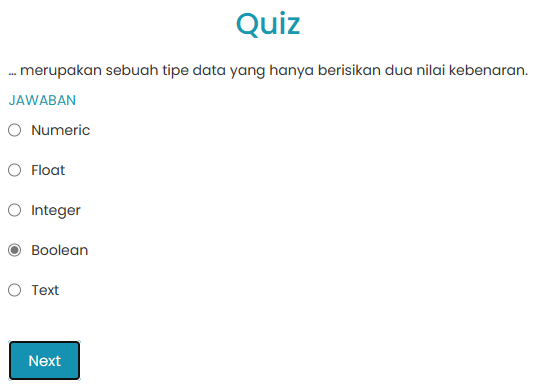 Quiz
... merupakan sebuah tipe data yang hanya berisikan dua nilai kebenaran.
JAWABAN
Numeric
Float
Integer
Boolean
Text
Next